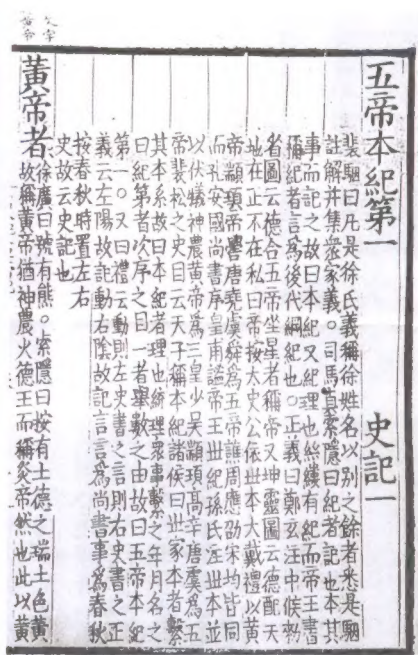 五帝本紀第一　史記一
裴駰曰凡是徐氏義稱徐姓名以別之餘者悉是駰
註解并集衆家義。司馬貞索隱曰紀者記也本其
事而記之故曰本紀又紀理也絲縷有紀而帝王書
稱紀者言為後代綱紀也。正義曰鄭玄注中候勑
省圖云德合五帝坐星者稱帝又坤靈圖云德配天
地在正不在私曰帝按太史公依世本大戴禮以黃
帝顓頊帝嚳唐堯虞舜為五帝譙周應劭宋均皆同
而孔安國尚書序皇甫謐帝王世紀孫氏注世本並
以伏犧神農黃帝為三皇少昊顓頊高辛唐虞為五
帝裴松之史目云天子稱本紀諸侯曰世家本者繫
其本系故曰本紀者理也統理衆事繫之年月名之
曰紀第者次序之目一者舉數之由故曰五帝本紀
第一。又曰禮云動則左史書之言則右史書之正
義云左陽故記動右陰故記言言為尚書事為春秋
按春秋時置左右
史故云史記也
黃帝者
徐廣曰號有熊。索隱曰按有土德之瑞土色黃
故稱黃帝猶神農火德王而稱炎帝然也此以黃